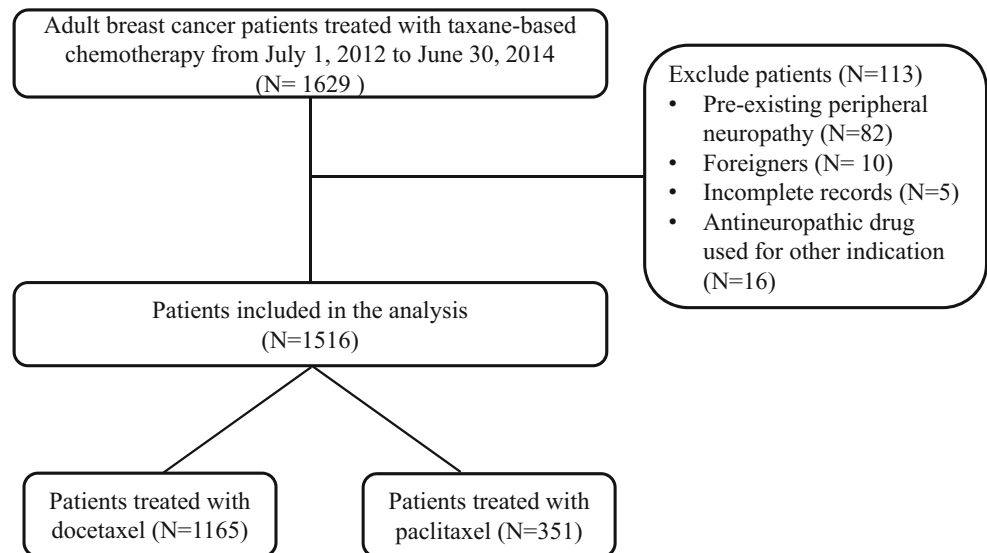 Adult breast cancer patients treated with taxane-based
chemotherapy from July 1, 2012 to June 30, 2014
(N= 1629 )
Exclude patients (N=113)
• Pre-existing peripheral
neuropathy (N=82)
• Foreigners (N= 10)
• Incomplete records (N=5)
• Antineuropathic drug
used for other indication
(N=16)
Patients included in the analysis
(N=1516)
Patients treated with
docetaxel (N=1165)
Patients treated with
paclitaxel (N=351)